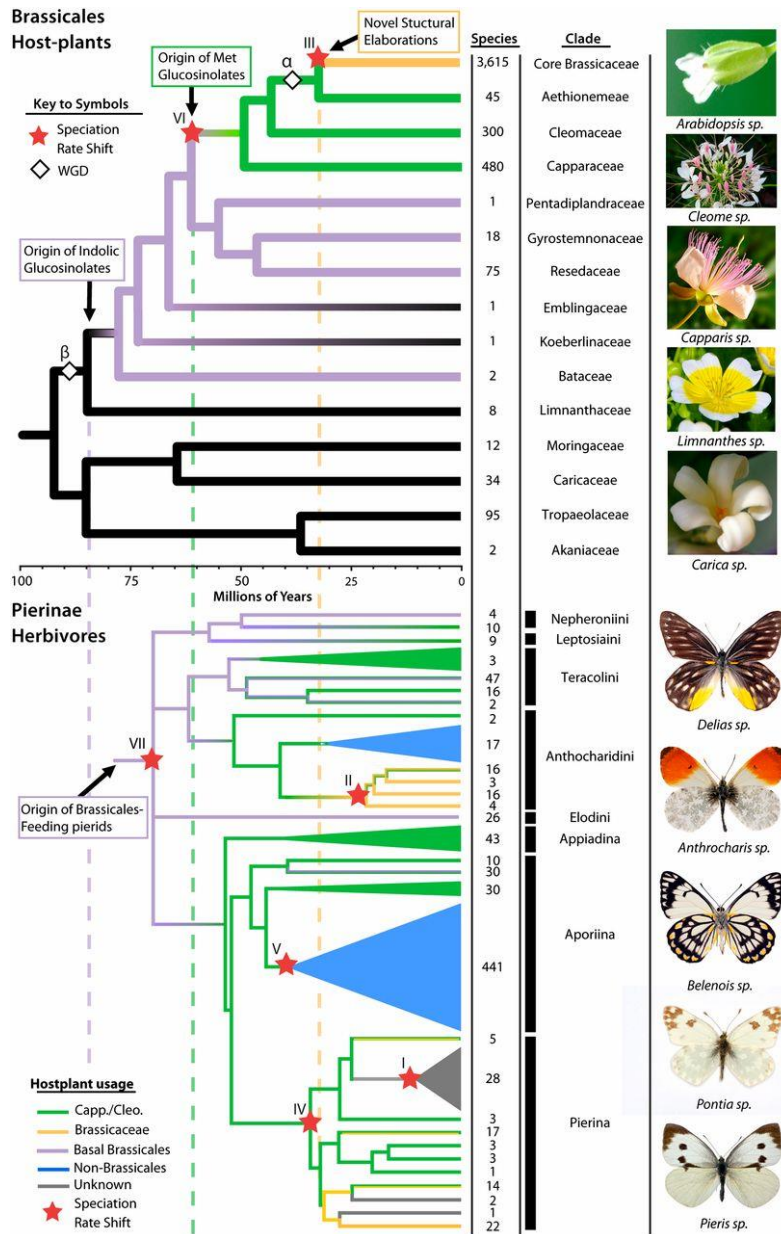 Brassicales
Host-plants
Novel Stuctural
Elaborations
Species
Clade
Origin of Met
Glucosinolates
III
α
3,615
Core Brassicaceae
Key to Symbols
Speciation
Rate Shift
WGD
VI
45
Aethionemeae
Arabidopsis sp.
300
Cleomaceae
480
Capparaceae
1
Pentadiplandraceae
Cleome sp.
Origin of Indolic
Glucosinolates
18
Gyrostemnonaceae
75
Resedaceae
1
Emblingaceae
Capparis sp.
β
1
Koeberlinaceae
2
Bataceae
8
Limnanthaceae
Limnanthes sp.
12
Moringaceae
34
Caricaceae
95
Tropaeolaceae
2
Akaniaceae
Carica sp.
100
75
50
25
0
Millions of Years
Pierinae
Herbivores
4
10
Nepheroniini
9
Leptosiaini
3
47
16
2
Teracolini
Delias sp.
2
VII
17
Anthocharidini
II
16
3
16
4
Origin of Brassicales-
Feeding pierids
26
Elodini
43
Appiadina
Anthrocharis sp.
10
30
30
Aporiina
V
441
Belenois sp.
5
Hostplant usage
Capp./Cleo.
Brassicaceae
Basal Brassicales
Non-Brassicales
Unknown
Speciation
Rate Shift
I
28
IV
3
Pierina
Pontia sp.
17
3
3
1
14
2
1
22
Pieris sp.